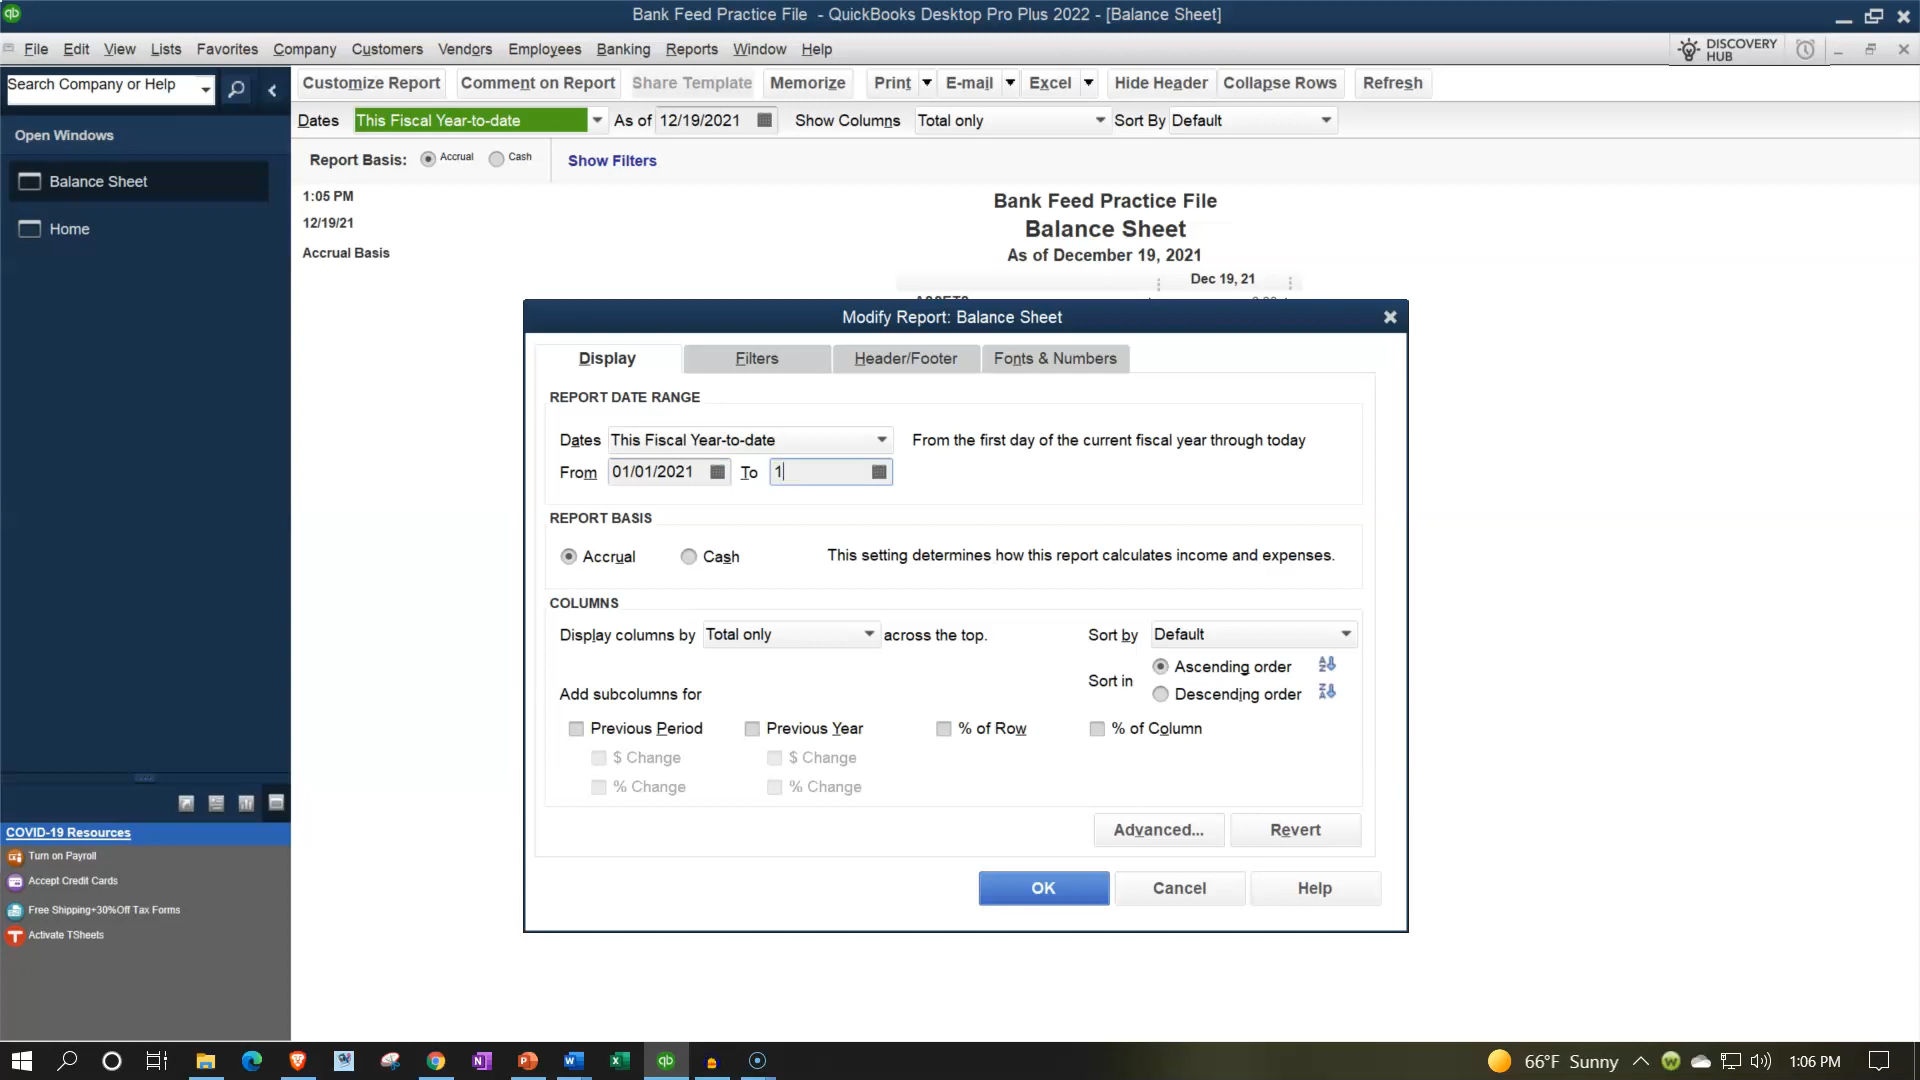 qb
Bank Feed Practice File - QuickBooks Desktop Pro Plus 2022 - [Balance Sheet]
File Edit View Lists Favorites Company Customers Vendors Employees Banking Reports Window Help
DISCOVERY
HUB
Search Company or Help
Customize Report Comment on Report Share Template Memorize Print E-mail Excel Hide Header Collapse Rows Refresh
Dates This Fiscal Year-to-date As of 12/19/2021 Show Columns Total only Sort By Default
Open Windows
Report Basis: Accrual Cash Show Filters
Balance Sheet
Home
1:05 PM
12/19/21
Accrual Basis
Bank Feed Practice File
Balance Sheet
As of December 19, 2021
Dec 19, 21
ASSETS
Modify Report: Balance Sheet
Display Filters Header/Footer Fonts & Numbers
REPORT DATE RANGE
Dates This Fiscal Year-to-date From the first day of the current fiscal year through today
From 01/01/2021 To 1
REPORT BASIS
Accrual Cash This setting determines how this report calculates income and expenses.
COLUMNS
Display columns by Total only across the top. Sort by Default
Sort in Ascending order
Descending order
Add subcolumns for
Previous Period Previous Year % of Row % of Column
$ Change $ Change
% Change % Change
Advanced... Revert
OK Cancel Help
COVID-19 Resources
Turn on Payroll
Accept Credit Cards
Free Shipping+30%Off Tax Forms
Activate TSheets
66°F Sunny 1:06 PM